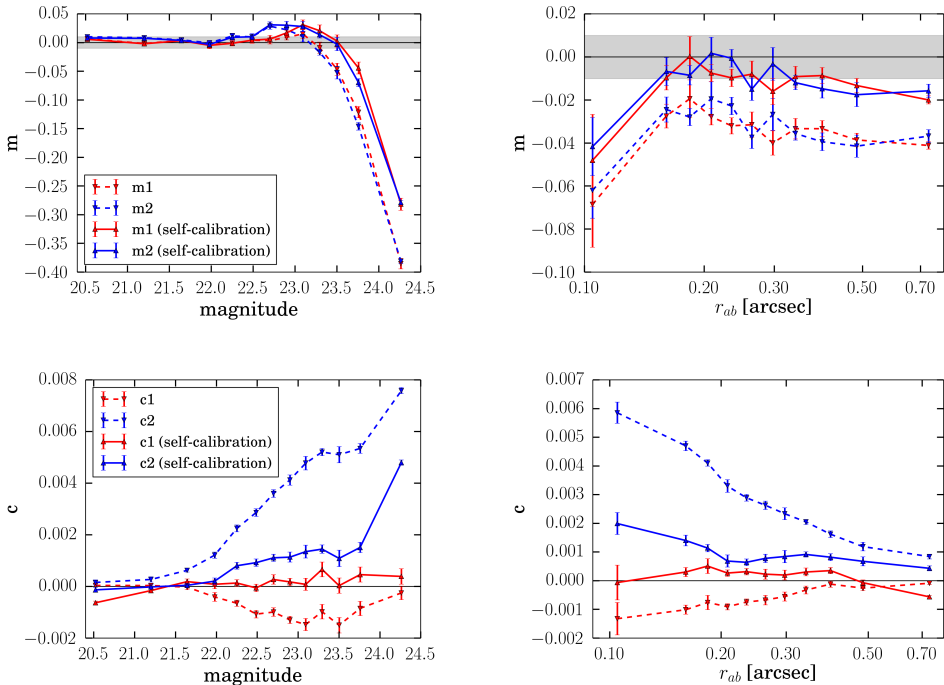 0.05
0.00
−0.05
−0.10
−0.15
−0.20
−0.25
−0.30
−0.35
−0.40
m
m1
m2
m1 (self-calibration)
m2 (self-calibration)
20.5 21.0 21.5 22.0 22.5 23.0 23.5 24.0 24.5
magnitude
0.02
0.00
−0.02
−0.04
−0.06
−0.08
−0.10
m
0.10 0.20 0.30 0.50 0.70
r_ab [arcsec]
0.008
0.006
0.004
0.002
0.000
−0.002
c
c1
c2
c1 (self-calibration)
c2 (self-calibration)
20.5 21.0 21.5 22.0 22.5 23.0 23.5 24.0 24.5
magnitude
0.007
0.006
0.005
0.004
0.003
0.002
0.001
0.000
−0.001
−0.002
c
0.10 0.20 0.30 0.50 0.70
r_ab [arcsec]